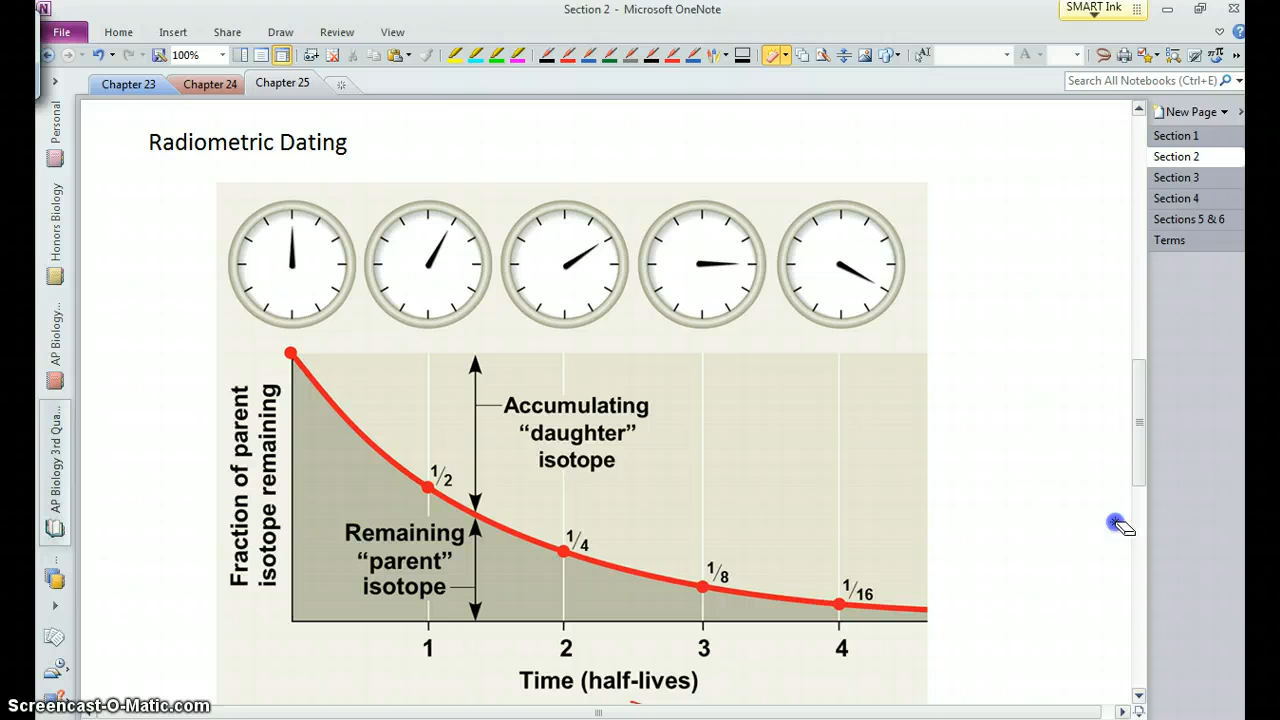 Section 2 - Microsoft OneNote
SMART Ink
File Home Insert Share Draw Review View
100%
Chapter 23 Chapter 24 Chapter 25
Search All Notebooks (Ctrl+E)
New Page
Section 1
Section 2
Section 3
Section 4
Sections 5 & 6
Terms
Personal
Honors Biology
AP Biology...
AP Biology 3rd Qua...
Radiometric Dating
Fraction of parent
isotope remaining
Accumulating
“daughter”
isotope
Remaining
“parent”
isotope
1/2
1/4
1/8
1/16
1 2 3 4
Time (half-lives)
Screencast-O-Matic.com